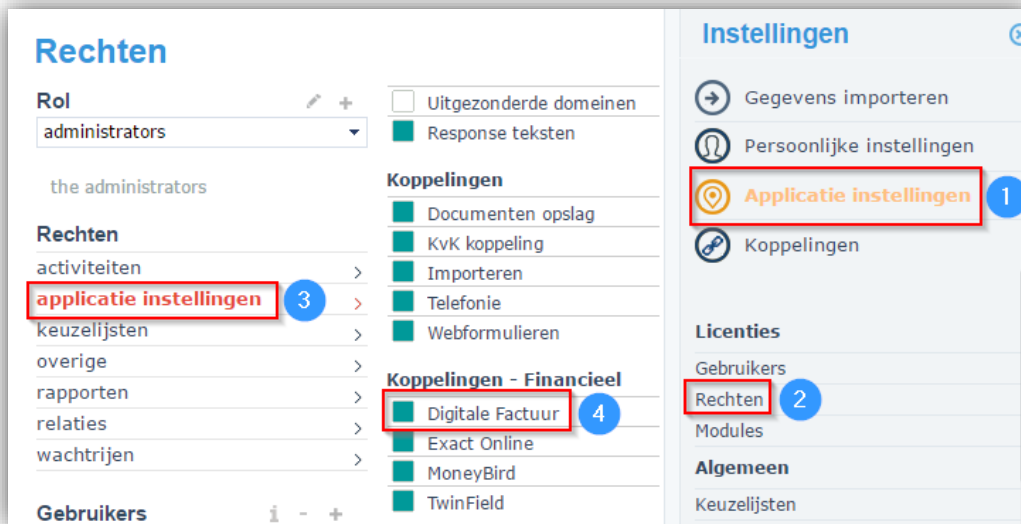 Rechten
Rol
administrators
the administrators
Rechten
activiteiten
applicatie instellingen
3
keuzelijsten
overige
rapporten
relaties
wachtrijen
Gebruikers
Uitgezonderde domeinen
Response teksten
Koppelingen
Documenten opslag
KvK koppeling
Importeren
Telefonie
Webformulieren
Koppelingen - Financieel
Digitale Factuur
4
Exact Online
MoneyBird
TwinField
Instellingen
Gegevens importeren
Persoonlijke instellingen
Applicatie instellingen
1
Koppelingen
Licenties
Gebruikers
Rechten
2
Modules
Algemeen
Keuzelijsten